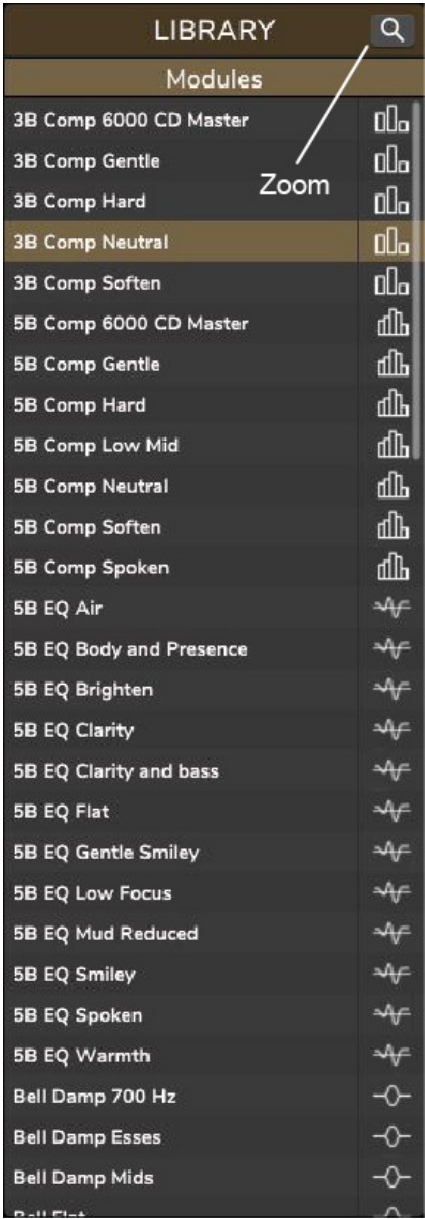 LIBRARY
Modules
3B Comp 6000 CD Master
3B Comp Gentle
Zoom
3B Comp Hard
3B Comp Neutral
3B Comp Soften
5B Comp 6000 CD Master
5B Comp Gentle
5B Comp Hard
5B Comp Low Mid
5B Comp Neutral
5B Comp Soften
5B Comp Spoken
5B EQ Air
5B EQ Body and Presence
5B EQ Brighten
5B EQ Clarity
5B EQ Clarity and bass
5B EQ Flat
5B EQ Gentle Smiley
5B EQ Low Focus
5B EQ Mud Reduced
5B EQ Smiley
5B EQ Spoken
5B EQ Warmth
Bell Damp 700 Hz
Bell Damp Esses
Bell Damp Mids
Bell Flat